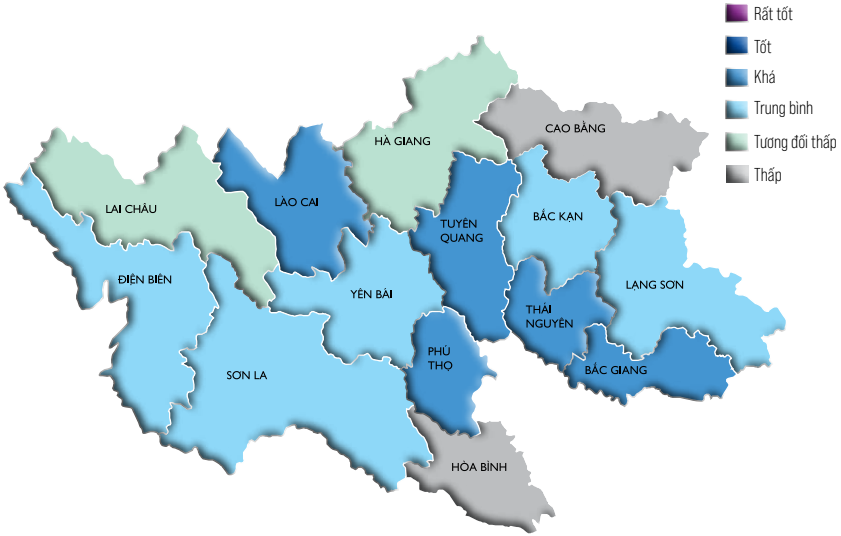 Rất tốt
Tốt
Khá
Trung bình
Tương đối thấp
Thấp
HÀ GIANG
CAO BẰNG
LAI CHÂU
LÀO CAI
TUYÊN
QUANG
BẮC KẠN
ĐIỆN BIÊN
YÊN BÁI
LẠNG SƠN
THÁI
NGUYÊN
PHÚ
THỌ
SƠN LA
BẮC GIANG
HÒA BÌNH